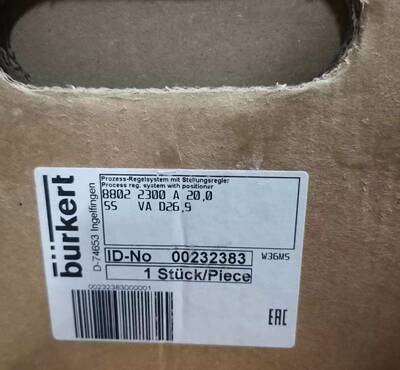 bürkert
D-74653 Ingelfingen
Prozess-Regelsystem mit Stellungsregler
Process reg. system with positioner
8802 2300 A 20,0
SS VA D26,9
ID-No 00232383
W36MS
1 Stück/Piece
00232383000001
EAC